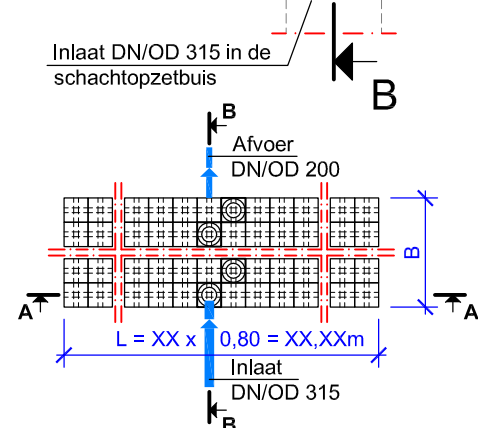 Inlaat DN/OD 315 in de
schachtopzetbuis
B
B
Afvoer
DN/OD 200
B
A
A
L = XX x 0,80 = XX,XXm
Inlaat
DN/OD 315
B